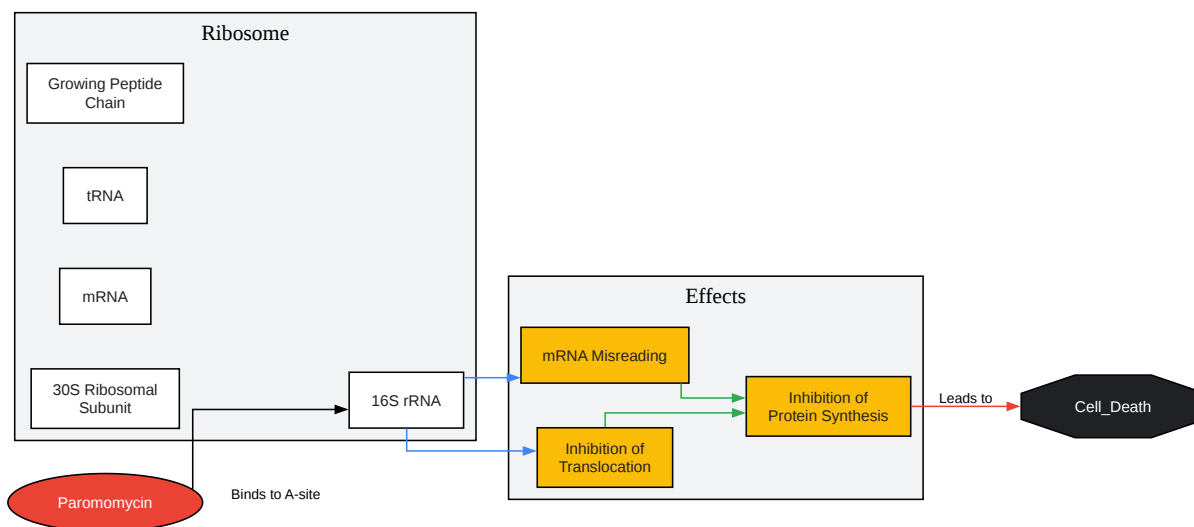 Ribosome
Growing Peptide
Chain
tRNA
mRNA
30S Ribosomal
Subunit
16S rRNA
Paromomycin
Binds to A-site
Effects
mRNA Misreading
Inhibition of
Translocation
Inhibition of
Protein Synthesis
Leads to
Cell_Death